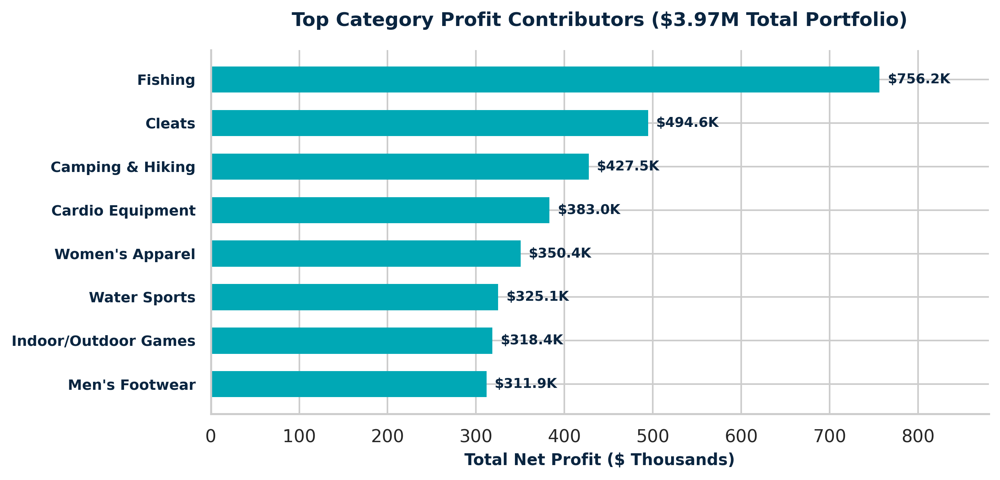 Top Category Profit Contributors ($3.97M Total Portfolio)
Fishing $756.2K
Cleats $494.6K
Camping & Hiking $427.5K
Cardio Equipment $383.0K
Women's Apparel $350.4K
Water Sports $325.1K
Indoor/Outdoor Games $318.4K
Men's Footwear $311.9K
0 100 200 300 400 500 600 700 800
Total Net Profit ($ Thousands)